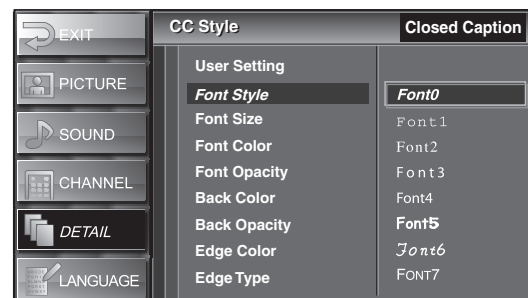 EXIT
PICTURE
SOUND
CHANNEL
DETAIL
LANGUAGE
CC Style
Closed Caption
User Setting
Font Style
Font0
Font Size
Font1
Font Color
Font2
Font Opacity
Font3
Back Color
Font4
Back Opacity
Font5
Edge Color
Font6
Edge Type
FONT7